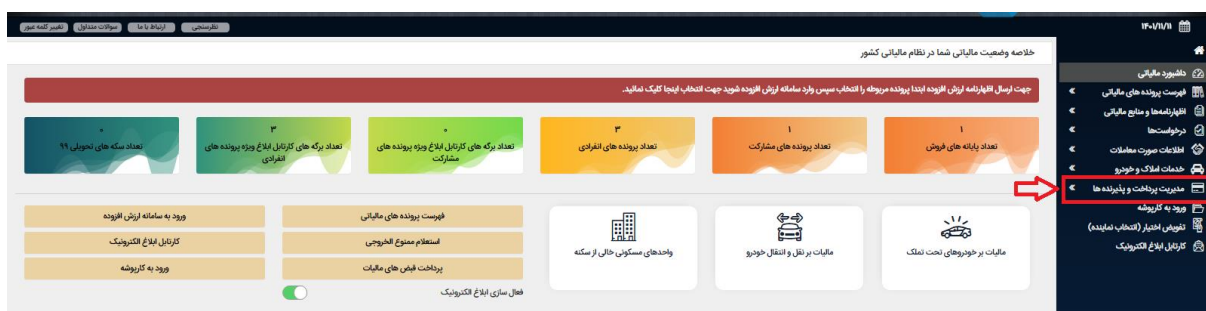 ۱۴۰۱/۱۱/۱۱
نظرسنجی
ارتباط با ما
سوالات متداول
تغییر کلمه عبور
داشبورد مالیاتی
فهرست پرونده های مالیاتی
اظهارنامه‌ها و منابع مالیاتی
درخواست‌ها
اطلاعات صورت معاملات
خدمات املاک و خودرو
مدیریت پرداخت و پذیرنده ها
ورود به کارپوشه
تفویض اختیار (انتخاب نماینده)
کارتابل ابلاغ الکترونیک
خلاصه وضعیت مالیاتی شما در نظام مالیاتی کشور
جهت ارسال اظهارنامه ارزش افزوده ابتدا پرونده مربوطه را انتخاب سپس وارد سامانه ارزش افزوده شوید جهت انتخاب اینجا کلیک نمائید.
۱
تعداد پایانه های فروش
۱
تعداد پرونده های مشارکت
۳
تعداد پرونده های انفرادی
۰
تعداد برگه های کارتابل ابلاغ ویژه پرونده های
مشارکت
۳
تعداد برگه های کارتابل ابلاغ ویژه پرونده های
انفرادی
۰
تعداد سکه های تحویلی ۹۹
مالیات بر خودروهای تحت تملک
مالیات بر نقل و انتقال خودرو
واحدهای مسکونی خالی از سکنه
فهرست پرونده های مالیاتی
ورود به سامانه ارزش افزوده
استعلام ممنوع الخروجی
کارتابل ابلاغ الکترونیک
پرداخت قبض های مالیات
ورود به کارپوشه
فعال سازی ابلاغ الکترونیک